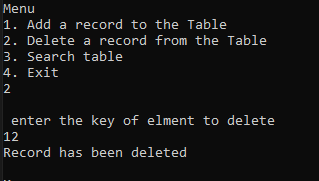 Menu
1. Add a record to the Table
2. Delete a record from the Table
3. Search table
4. Exit
2
enter the key of elment to delete
12
Record has been deleted